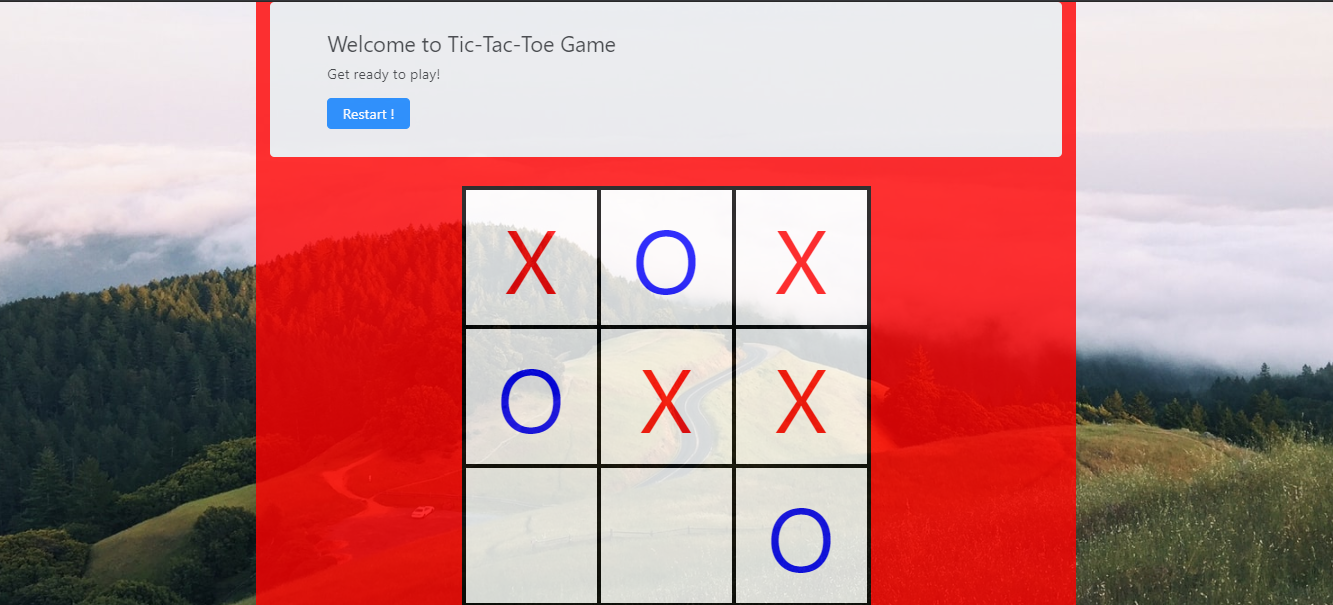 Welcome to Tic-Tac-Toe Game
Get ready to play!
Restart !
X O X
O X X
O